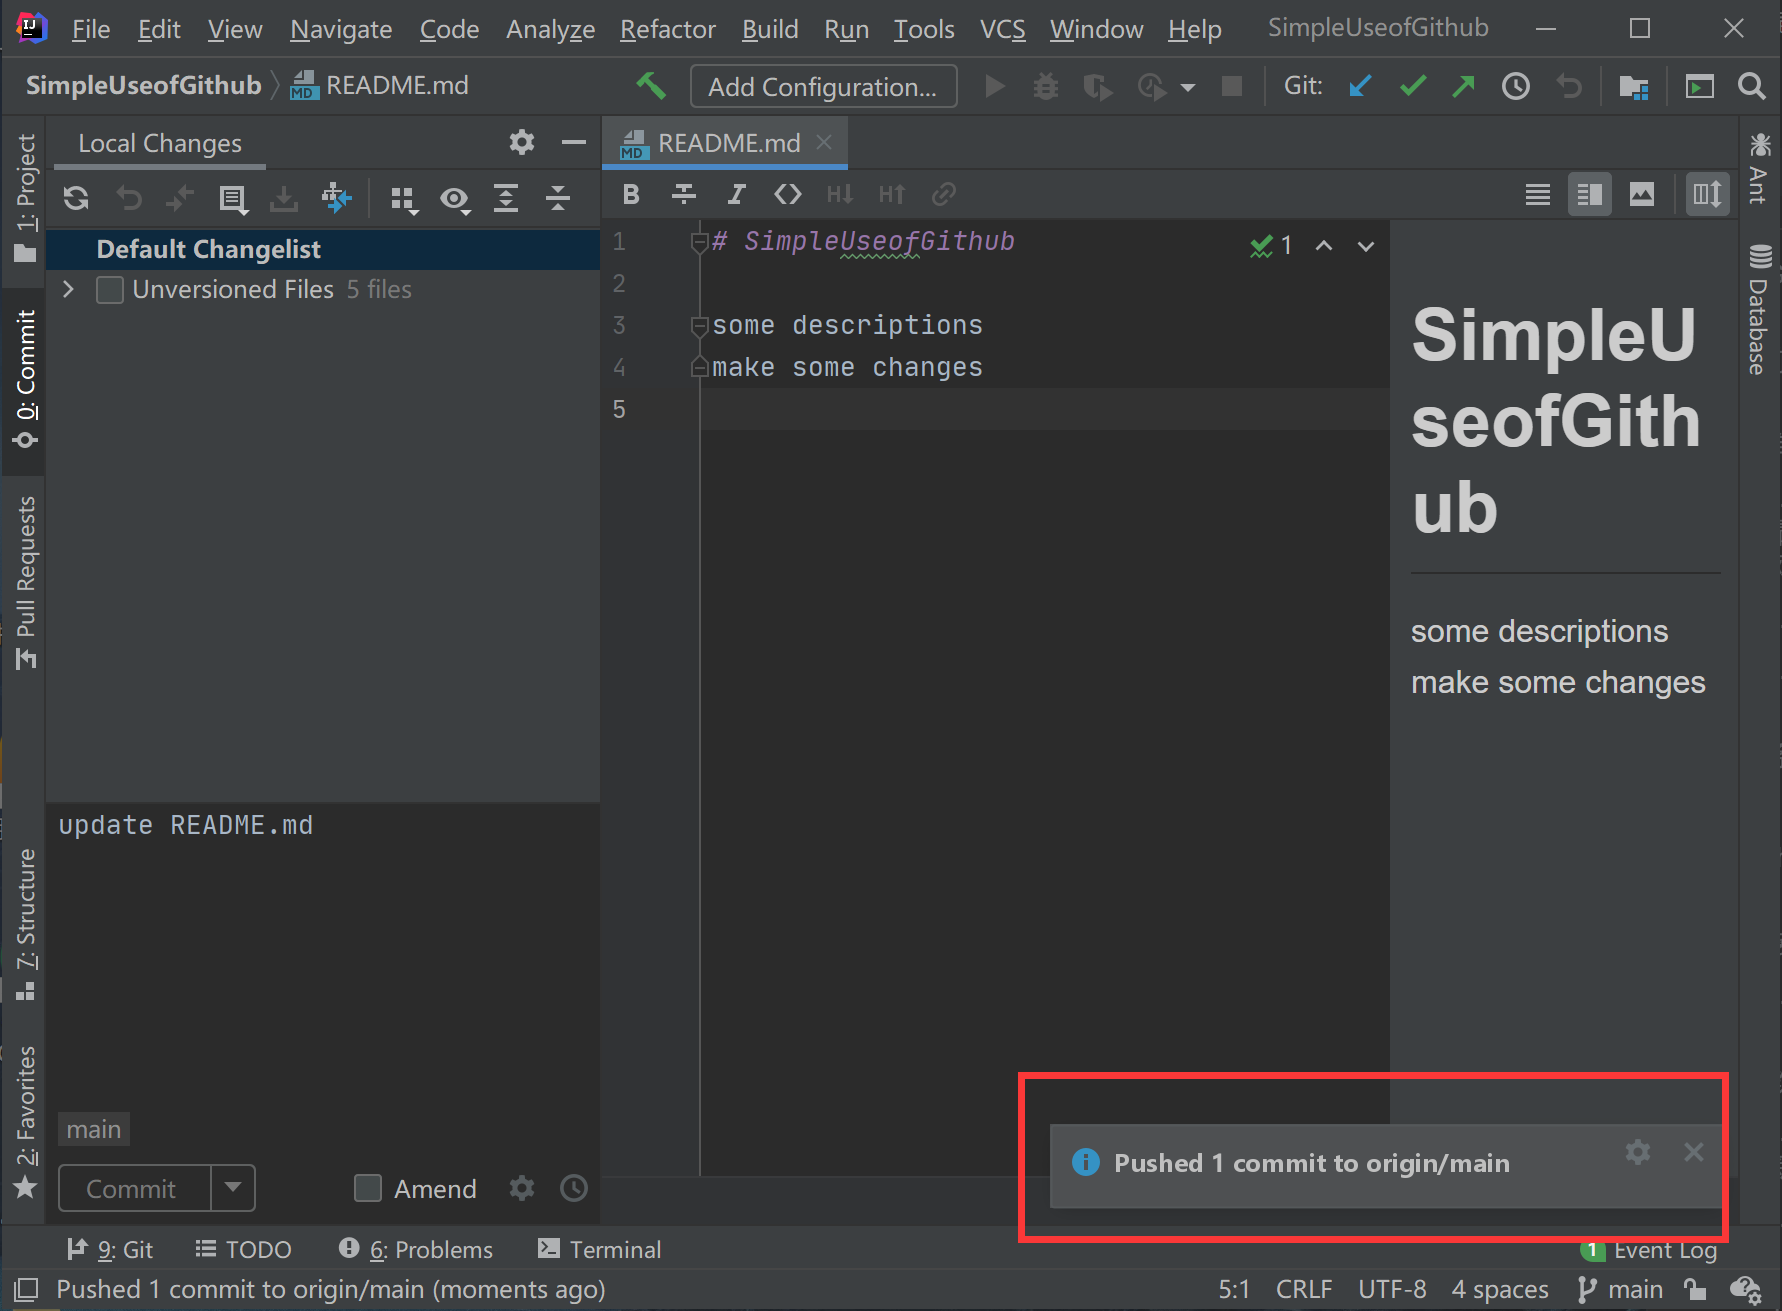 File Edit View Navigate Code Analyze Refactor Build Run Tools VCS Window Help SimpleUseofGithub
SimpleUseofGithub README.md Add Configuration... Git:
1: Project
0: Commit
Pull Requests
7: Structure
2: Favorites
Local Changes
Default Changelist
Unversioned Files 5 files
update README.md
main
Commit Amend
README.md
B I H↓ H↑
1 # SimpleUseofGithub 1
2
3 some descriptions
4 make some changes
5
SimpleU
seofGith
ub
some descriptions
make some changes
Ant
Database
Pushed 1 commit to origin/main
9: Git TODO 6: Problems Terminal 1 Event Log
Pushed 1 commit to origin/main (moments ago) 5:1 CRLF UTF-8 4 spaces main